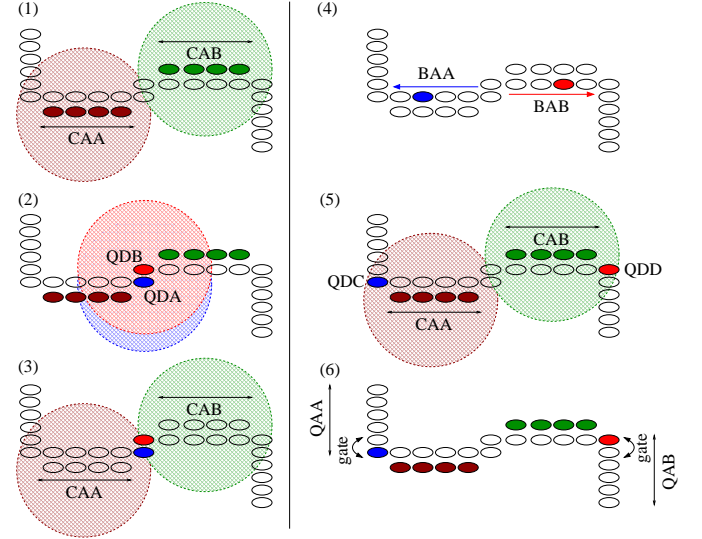 (1)
CAB
CAA
(2)
QDB
QDA
(3)
CAB
CAA
(4)
BAA
BAB
(5)
CAB
QDC
QDD
CAA
(6)
QAA
gate
gate
QAB